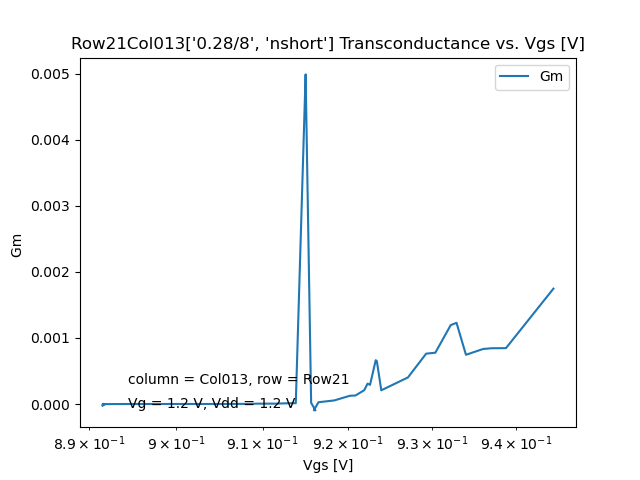 Row21Col013['0.28/8', 'nshort'] Transconductance vs. Vgs [V]
Gm
0.005
0.004
0.003
0.002
0.001
0.000
Gm
column = Col013, row = Row21
Vg = 1.2 V, Vdd = 1.2 V
8.9 × 10⁻¹ 9 × 10⁻¹ 9.1 × 10⁻¹ 9.2 × 10⁻¹ 9.3 × 10⁻¹ 9.4 × 10⁻¹
Vgs [V]